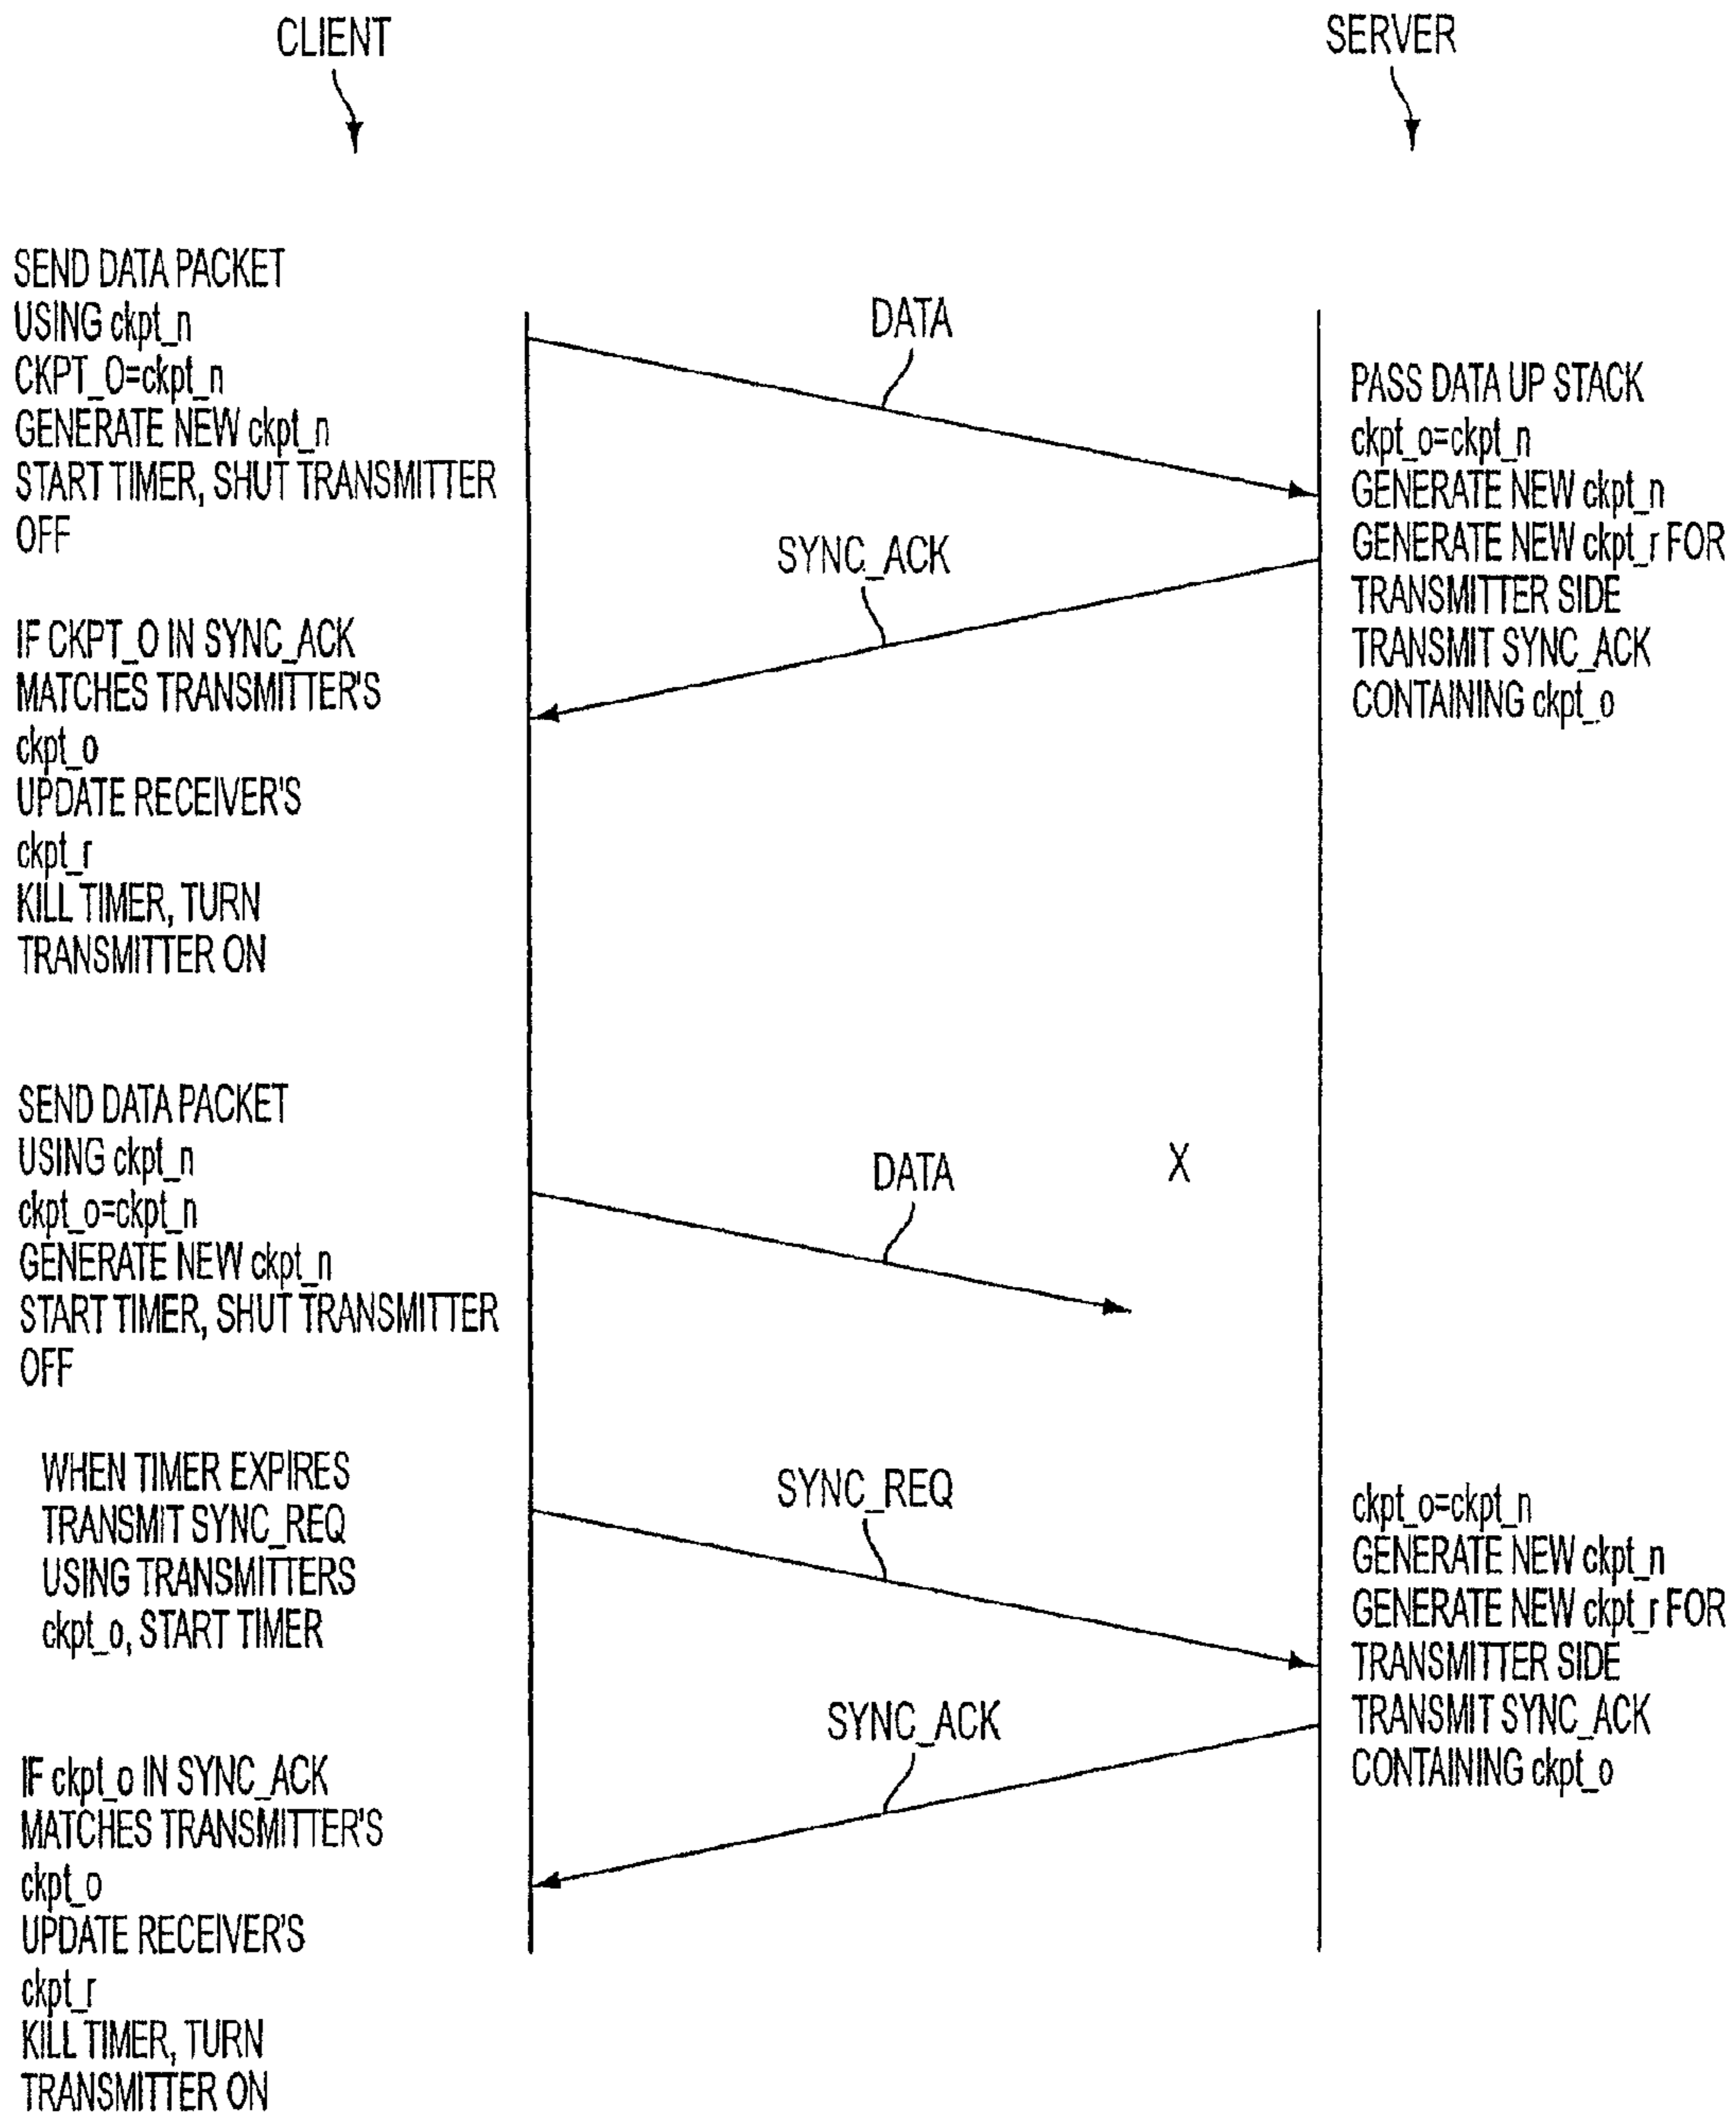 CLIENT
SERVER
SEND DATA PACKET
USING ckpt_n
CKPT_O=ckpt_n
GENERATE NEW ckpt_n
START TIMER, SHUT TRANSMITTER
OFF
DATA
PASS DATA UP STACK
ckpt_o=ckpt_n
GENERATE NEW ckpt_n
GENERATE NEW ckpt_r FOR
TRANSMITTER SIDE
TRANSMIT SYNC_ACK
CONTAINING ckpt_o
SYNC_ACK
IF CKPT_O IN SYNC_ACK
MATCHES TRANSMITTER'S
ckpt_o
UPDATE RECEIVER'S
ckpt_r
KILL TIMER, TURN
TRANSMITTER ON
SEND DATA PACKET
USING ckpt_n
ckpt_o=ckpt_n
GENERATE NEW ckpt_n
START TIMER, SHUT TRANSMITTER
OFF
DATA
X
WHEN TIMER EXPIRES
TRANSMIT SYNC_REQ
USING TRANSMITTERS
ckpt_o, START TIMER
SYNC_REQ
ckpt_o=ckpt_n
GENERATE NEW ckpt_n
GENERATE NEW ckpt_r FOR
TRANSMITTER SIDE
TRANSMIT SYNC_ACK
CONTAINING ckpt_o
SYNC_ACK
IF ckpt_o IN SYNC_ACK
MATCHES TRANSMITTER'S
ckpt_o
UPDATE RECEIVER'S
ckpt_r
KILL TIMER, TURN
TRANSMITTER ON